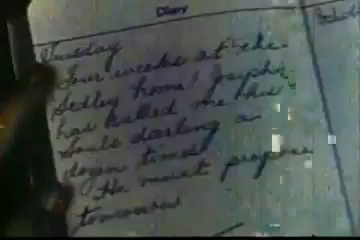 Diary
Tuesday
Four weeks at the
Sedley home! Joseph
has called me his
Souls darling a
dozen times!
He must propose
tomorrow